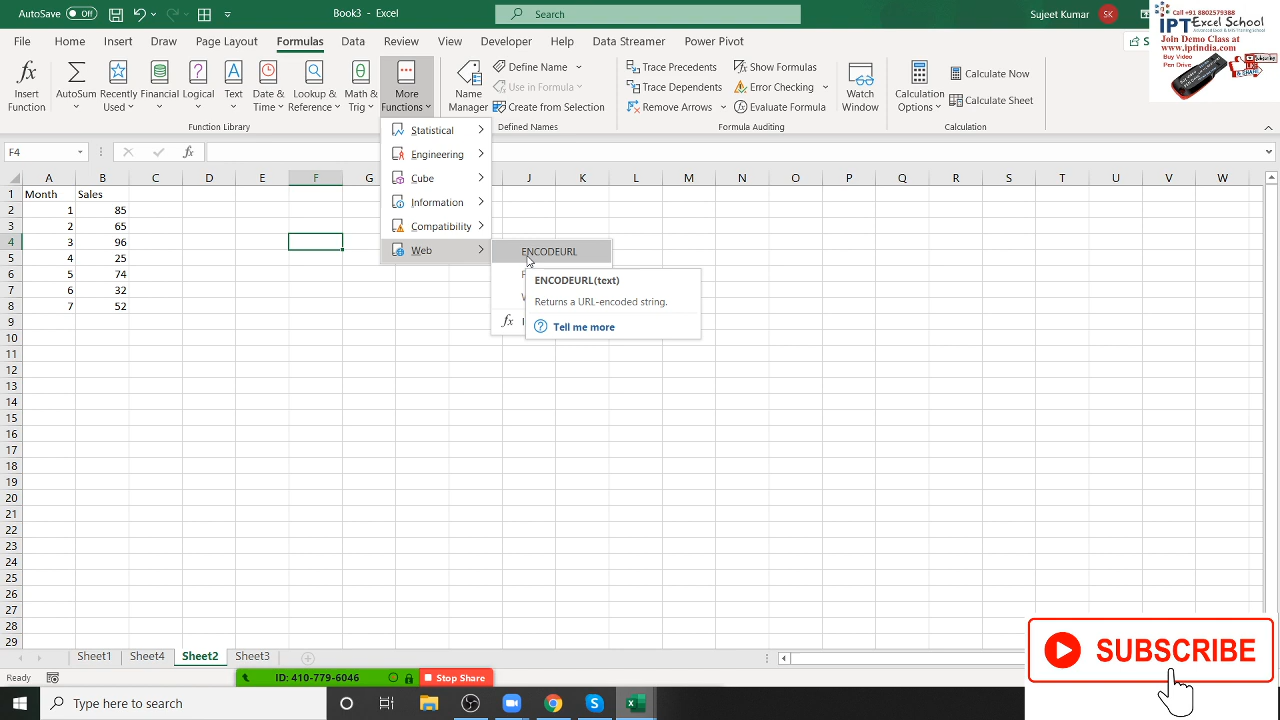 AutoSave Off
Book3 - Excel
Search
Sujeet Kumar
SK
Call +91 8802579388
IPT Excel School
Join Demo Class at
www.iptindia.com
Buy Video
Pen Drive
File Home Insert Draw Page Layout Formulas Data Review View Developer Help Data Streamer Power Pivot
Insert Function
AutoSum
Recently Used
Financial
Logical
Text
Date & Time
Lookup & Reference
Math & Trig
More Functions
Function Library
Name Manager
Define Name
Use in Formula
Create from Selection
Defined Names
Trace Precedents
Trace Dependents
Remove Arrows
Show Formulas
Error Checking
Evaluate Formula
Formula Auditing
Watch Window
Calculation Options
Calculate Now
Calculate Sheet
Calculation
F4
fx
Statistical
Engineering
Cube
Information
Compatibility
Web
ENCODEURL
fx
ENCODEURL(text)
Returns a URL-encoded string.
Tell me more
A B C D E F G J K L M N O P Q R S T U V W
1 Month Sales
2 1 85
3 2 65
4 3 96
5 4 25
6 5 74
7 6 32
8 7 52
9
10
11
12
13
14
15
16
17
18
19
20
21
22
23
24
25
26
27
28
29
Sheet1 Sheet4 Sheet2 Sheet3
Ready
ID: 410-779-6046
Stop Share
SUBSCRIBE
Type here to search